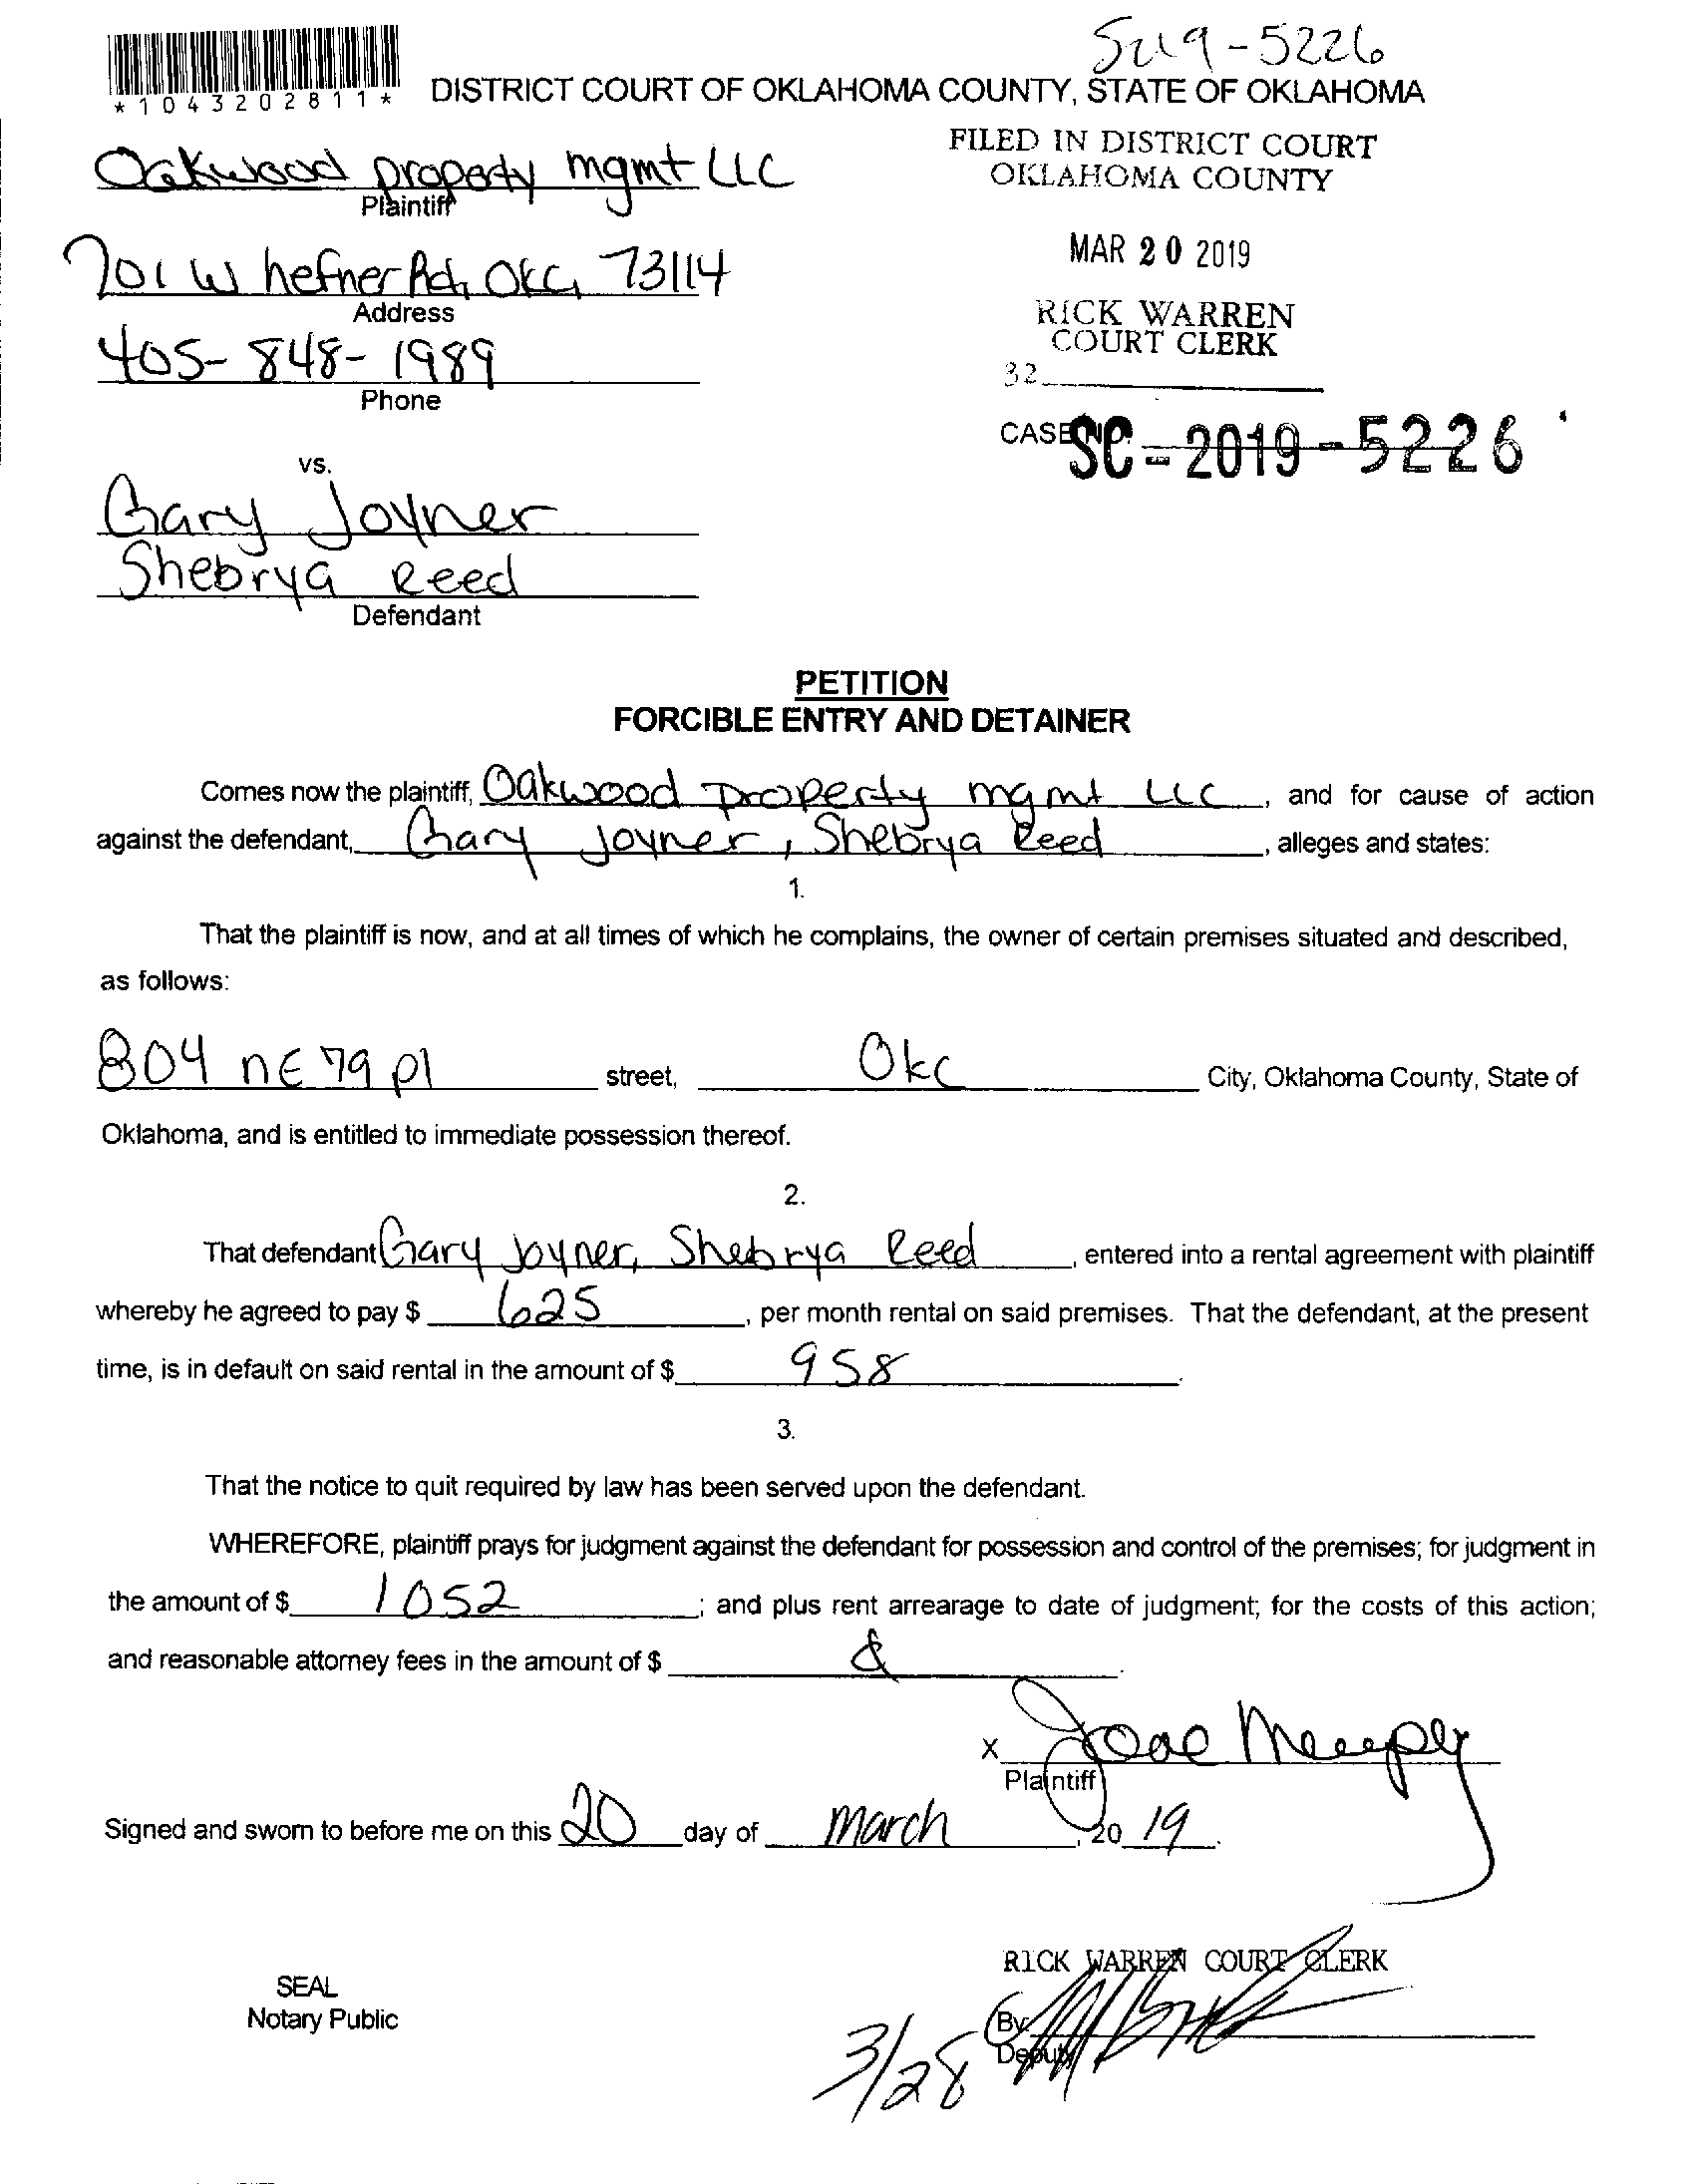 SC19-5226
*1043202811*
DISTRICT COURT OF OKLAHOMA COUNTY, STATE OF OKLAHOMA
FILED IN DISTRICT COURT
OKLAHOMA COUNTY
Oakwood property mgmt LLC
Plaintiff
MAR 20 2019
701 W hefner Rd, OKC, 73114
Address
RICK WARREN
COURT CLERK
405-848-1989
Phone
32
CASE NO. SC-2019-5226
vs.
Gary Joyner
Shebrya Reed
Defendant
PETITION
FORCIBLE ENTRY AND DETAINER
Comes now the plaintiff, Oakwood property mgmt LLC, and for cause of action
against the defendant, Gary Joyner, Shebrya Reed, alleges and states:
1.
That the plaintiff is now, and at all times of which he complains, the owner of certain premises situated and described,
as follows:
804 nE 79 pl street, Okc City, Oklahoma County, State of
Oklahoma, and is entitled to immediate possession thereof.
2.
That defendant Gary Joyner, Shebrya Reed, entered into a rental agreement with plaintiff
whereby he agreed to pay $ 625, per month rental on said premises. That the defendant, at the present
time, is in default on said rental in the amount of $ 958.
3.
That the notice to quit required by law has been served upon the defendant.
WHEREFORE, plaintiff prays for judgment against the defendant for possession and control of the premises; for judgment in
the amount of $ 1052; and plus rent arrearage to date of judgment; for the costs of this action;
and reasonable attorney fees in the amount of $
X
Plaintiff
Signed and sworn to before me on this 20 day of March, 20 19.
RICK WARREN COURT CLERK
SEAL
Notary Public
By
Deputy
3/28